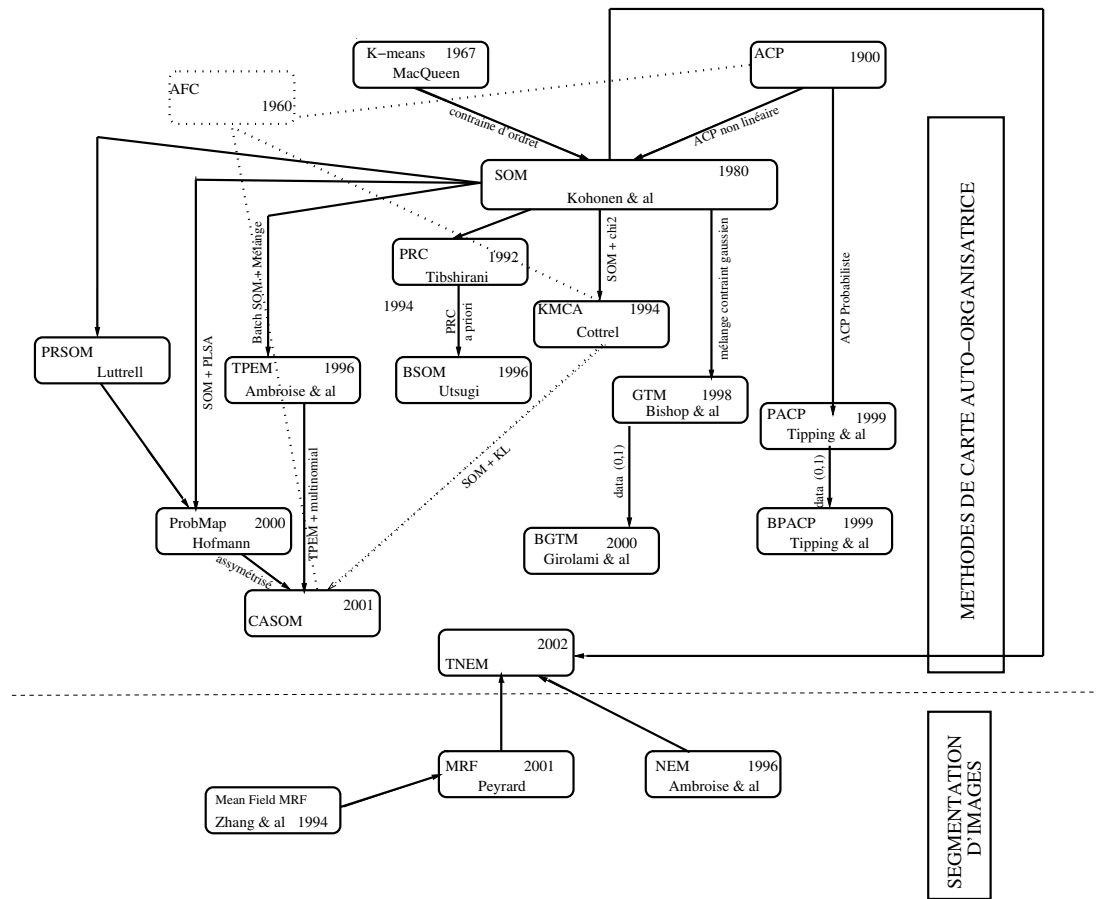 K-means 1967
MacQueen
ACP 1900
AFC
1960
contraine d'ordret
ACP non linéaire
SOM 1980
Kohonen & al
PRC 1992
Tibshirani
SOM + chi2
mélange contraint gaussien
ACP Probabiliste
Batch SOM + Mélange
1994
PRC
a priori
KMCA 1994
Cottrel
PRSOM
Luttrell
SOM + PLSA
TPEM 1996
Ambroise & al
BSOM 1996
Utsugi
GTM 1998
Bishop & al
PACP 1999
Tipping & al
SOM + KL
TPEM + multinomial
data (0,1)
data (0,1)
ProbMap 2000
Hofmann
BGTM 2000
Girolami & al
BPACP 1999
Tipping & al
assymétrisé
2001
CASOM
2002
TNEM
METHODES DE CARTE AUTO-ORGANISATRICE
MRF 2001
Peyrard
NEM 1996
Ambroise & al
Mean Field MRF
Zhang & al 1994
SEGMENTATION
D'IMAGES